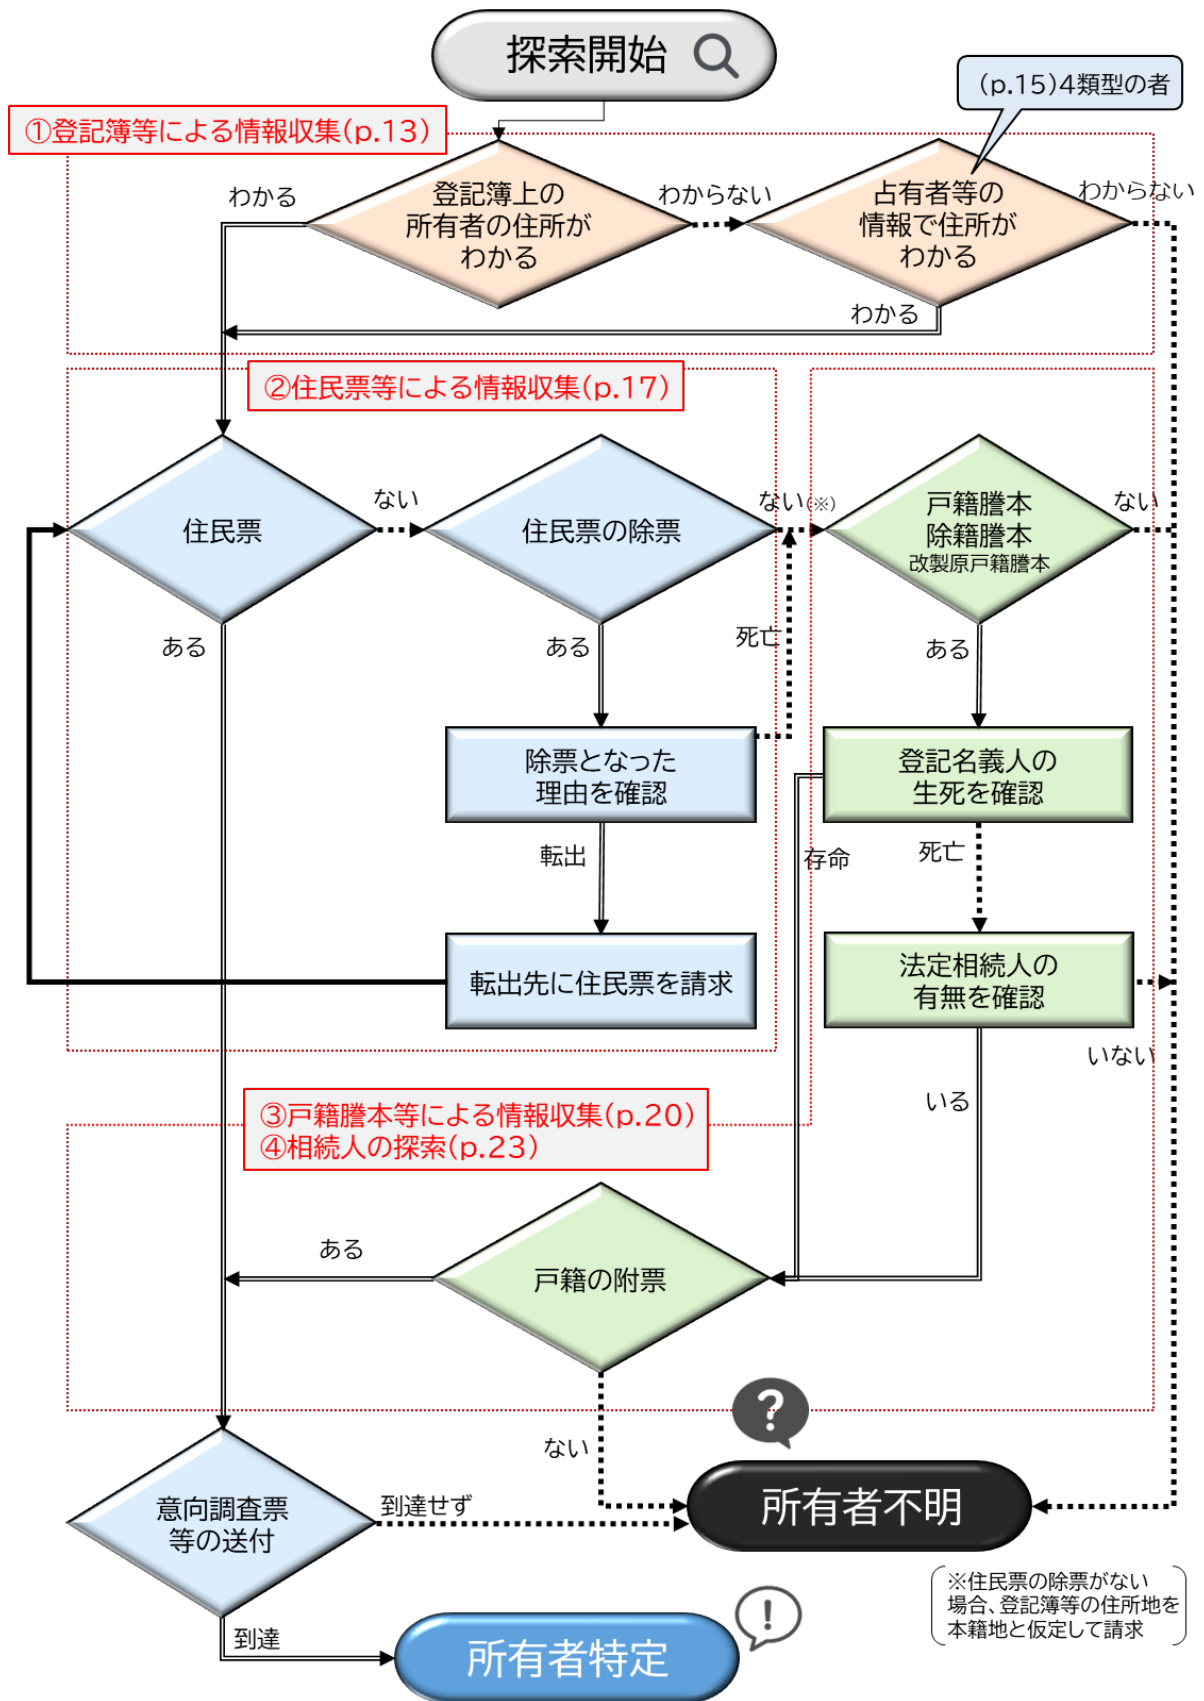 探索開始
(p.15)4類型の者
①登記簿等による情報収集(p.13)
わかる
登記簿上の
所有者の住所が
わかる
わからない
占有者等の
情報で住所が
わかる
わからない
わかる
②住民票等による情報収集(p.17)
住民票
ない
住民票の除票
ない(※)
戸籍謄本
除籍謄本
改製原戸籍謄本
ない
ある
ある
死亡
ある
除票となった
理由を確認
登記名義人の
生死を確認
転出
存命
死亡
転出先に住民票を請求
法定相続人の
有無を確認
いない
いる
③戸籍謄本等による情報収集(p.20)
④相続人の探索(p.23)
ある
戸籍の附票
?
ない
意向調査票
等の送付
到達せず
所有者不明
※住民票の除票がない
場合、登記簿等の住所地を
本籍地と仮定して請求
到達
!
所有者特定